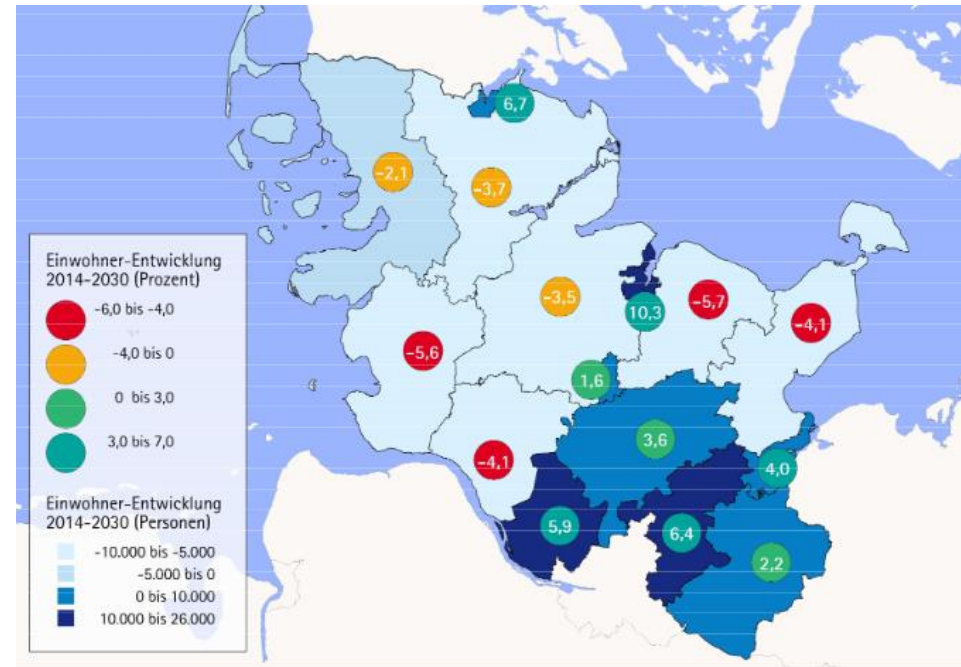 6,7
-2,1
-3,7
Einwohner-Entwicklung
2014-2030 (Prozent)
-6,0 bis -4,0
-4,0 bis 0
0 bis 3,0
3,0 bis 7,0
Einwohner-Entwicklung
2014-2030 (Personen)
-10.000 bis -5.000
-5.000 bis 0
0 bis 10.000
10.000 bis 26.000
-3,5
10,3
-5,7
-4,1
-5,6
1,6
3,6
-4,1
4,0
5,9
6,4
2,2